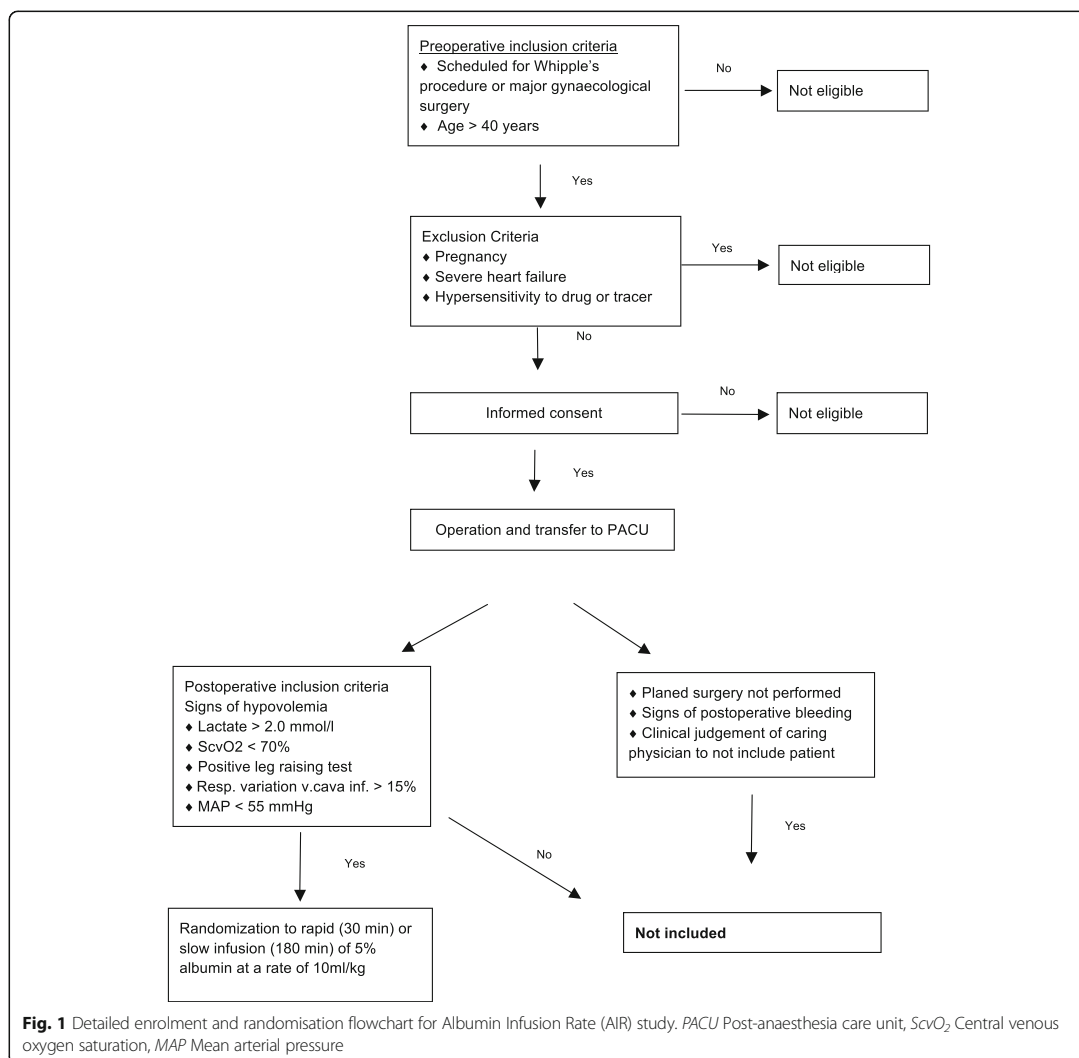 Preoperative inclusion criteria
♦ Scheduled for Whipple's
procedure or major gynaecological
surgery
♦ Age > 40 years
No
Not eligible
Yes
Exclusion Criteria
♦ Pregnancy
♦ Severe heart failure
♦ Hypersensitivity to drug or tracer
Yes
Not eligible
No
Informed consent
No
Not eligible
Yes
Operation and transfer to PACU
Postoperative inclusion criteria
Signs of hypovolemia
♦ Lactate > 2.0 mmol/l
♦ ScvO2 < 70%
♦ Positive leg raising test
♦ Resp. variation v.cava inf. > 15%
♦ MAP < 55 mmHg
♦ Planed surgery not performed
♦ Signs of postoperative bleeding
♦ Clinical judgement of caring
physician to not include patient
Yes
No
Yes
Randomization to rapid (30 min) or
slow infusion (180 min) of 5%
albumin at a rate of 10ml/kg
Not included
Fig. 1 Detailed enrolment and randomisation flowchart for Albumin Infusion Rate (AIR) study. PACU Post-anaesthesia care unit, ScvO₂ Central venous
oxygen saturation, MAP Mean arterial pressure